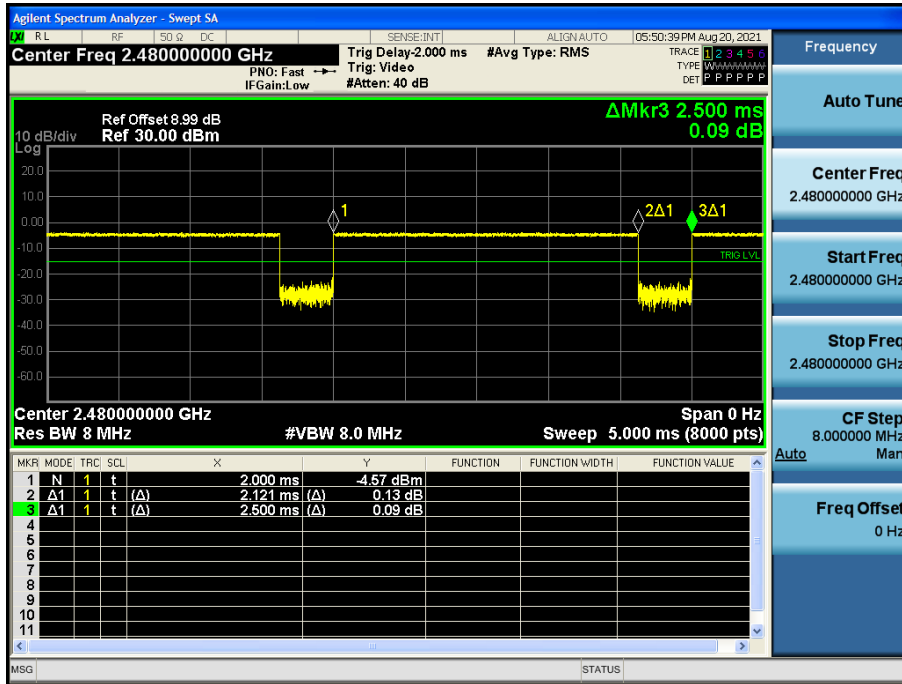 Agilent Spectrum Analyzer - Swept SA
LXI RL RF 50 Ω DC SENSE:INT ALIGN AUTO 05:50:39 PM Aug 20, 2021
Center Freq 2.480000000 GHz Trig Delay-2.000 ms #Avg Type: RMS TRACE 1 2 3 4 5 6
PNO: Fast Trig: Video TYPE WWWWWW
IFGain:Low #Atten: 40 dB DET P P P P P P
ΔMkr3 2.500 ms
0.09 dB
Ref Offset 8.99 dB
10 dB/div Ref 30.00 dBm
Log
20.0
10.0
0.00
-10.0
-20.0
-30.0
-40.0
-50.0
-60.0
1
2Δ1
3Δ1
TRIG LVL
Center 2.480000000 GHz Span 0 Hz
Res BW 8 MHz #VBW 8.0 MHz Sweep 5.000 ms (8000 pts)
MKR MODE TRC SCL X Y FUNCTION FUNCTION WIDTH FUNCTION VALUE
1 N 1 t 2.000 ms -4.57 dBm
2 Δ1 1 t (Δ) 2.121 ms (Δ) 0.13 dB
3 Δ1 1 t (Δ) 2.500 ms (Δ) 0.09 dB
4
5
6
7
8
9
10
11
MSG STATUS
Frequency
Auto Tune
Center Freq
2.480000000 GHz
Start Freq
2.480000000 GHz
Stop Freq
2.480000000 GHz
CF Step
8.000000 MHz
Auto Man
Freq Offset
0 Hz